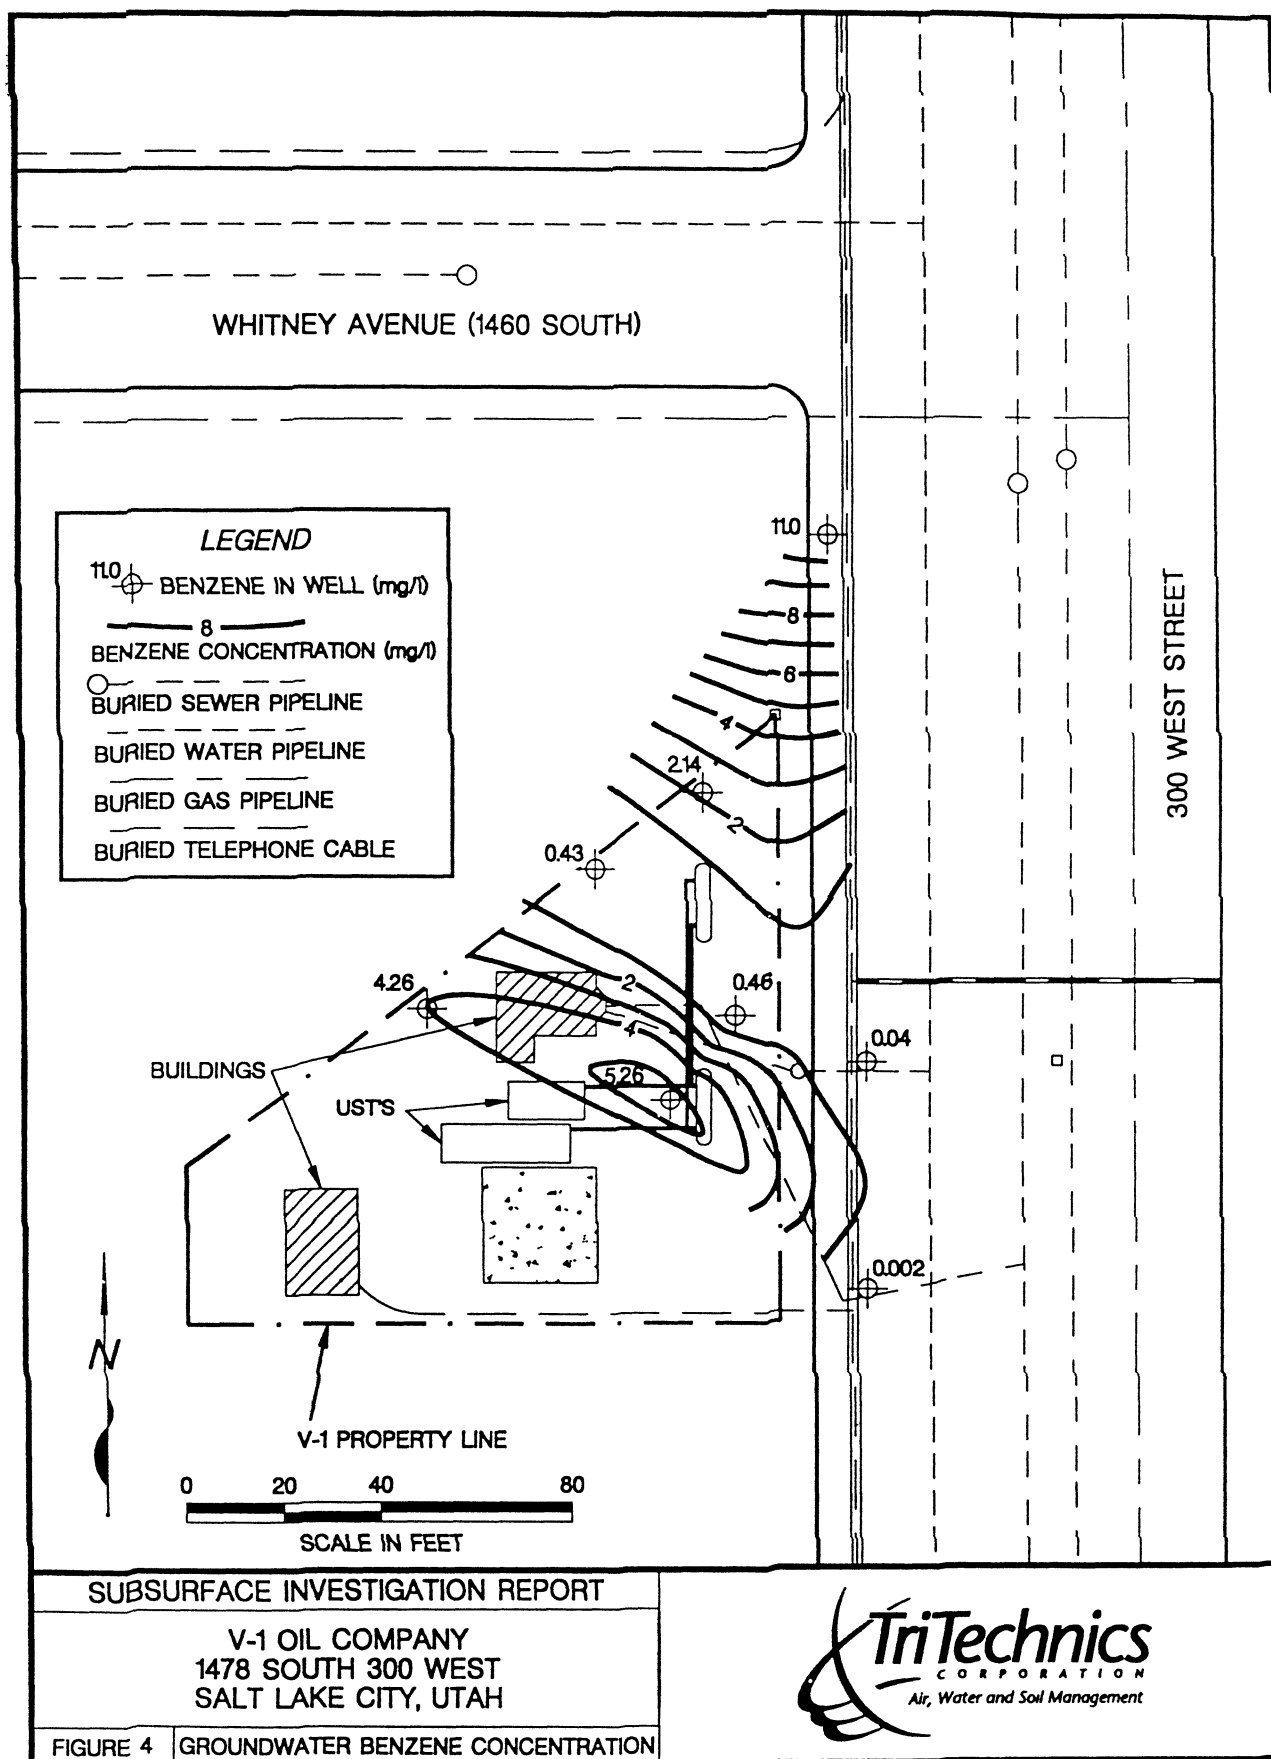 WHITNEY AVENUE (1460 SOUTH)
LEGEND
11.0 BENZENE IN WELL (mg/l)
8
BENZENE CONCENTRATION (mg/l)
BURIED SEWER PIPELINE
BURIED WATER PIPELINE
BURIED GAS PIPELINE
BURIED TELEPHONE CABLE
11.0
8
6
4
2.14
2
0.43
300 WEST STREET
4.26
2
0.46
4
0.04
BUILDINGS
5.26
UST'S
0.002
N
V-1 PROPERTY LINE
0 20 40 80
SCALE IN FEET
SUBSURFACE INVESTIGATION REPORT
V-1 OIL COMPANY
1478 SOUTH 300 WEST
SALT LAKE CITY, UTAH
FIGURE 4 GROUNDWATER BENZENE CONCENTRATION
TriTechnics
CORPORATION
Air, Water and Soil Management